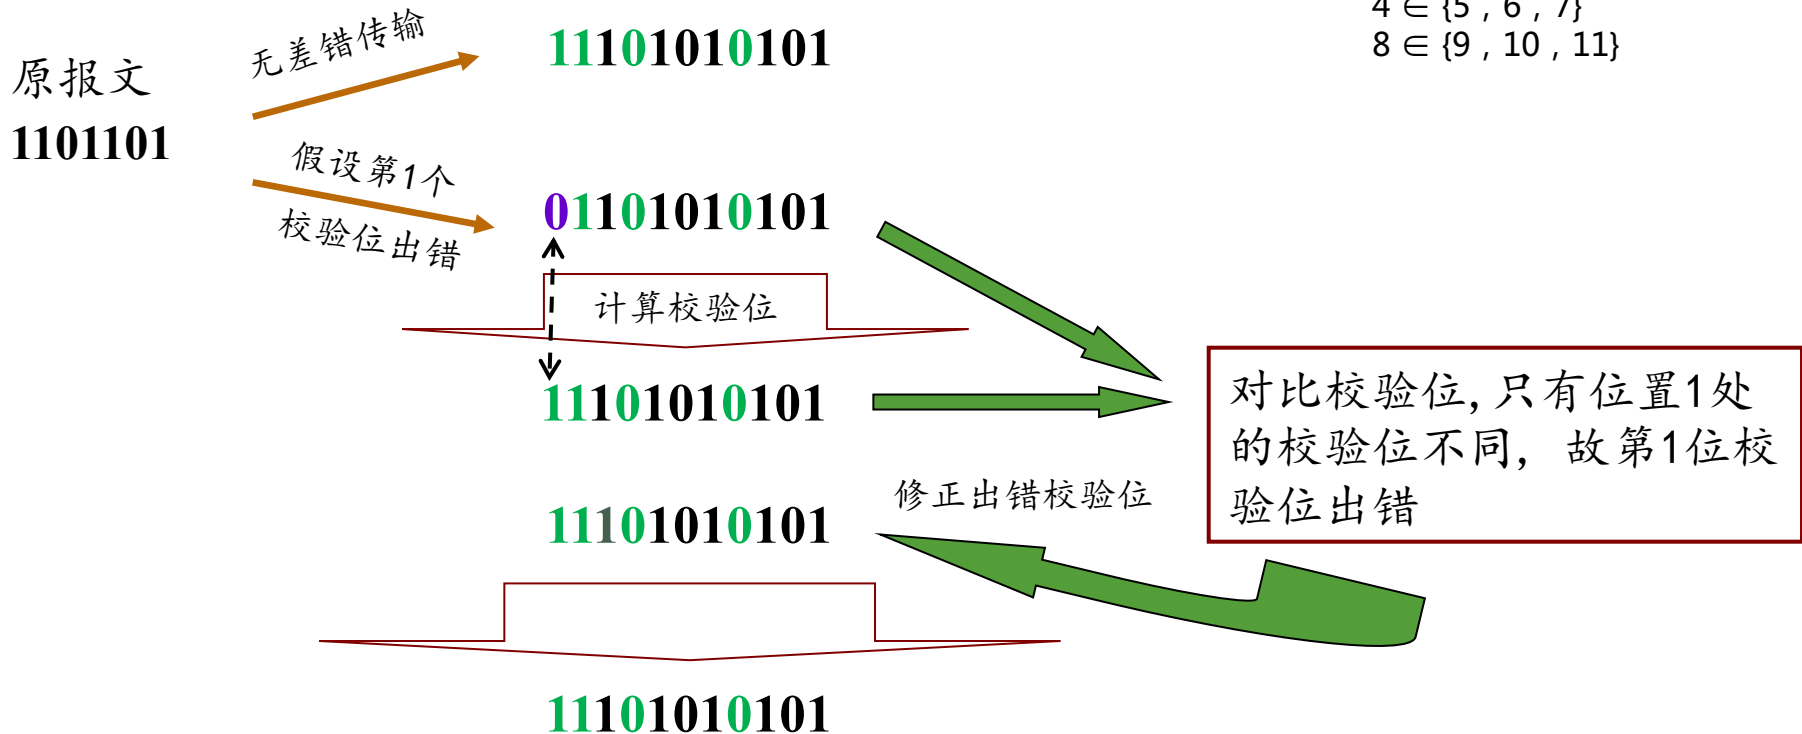 4 ∈ {5 , 6 , 7}
8 ∈ {9 , 10 , 11}
原报文
1101101
无差错传输
11101010101
假设第1个
校验位出错
01101010101
计算校验位
11101010101
对比校验位,只有位置1处
的校验位不同, 故第1位校
验位出错
修正出错校验位
11101010101
11101010101